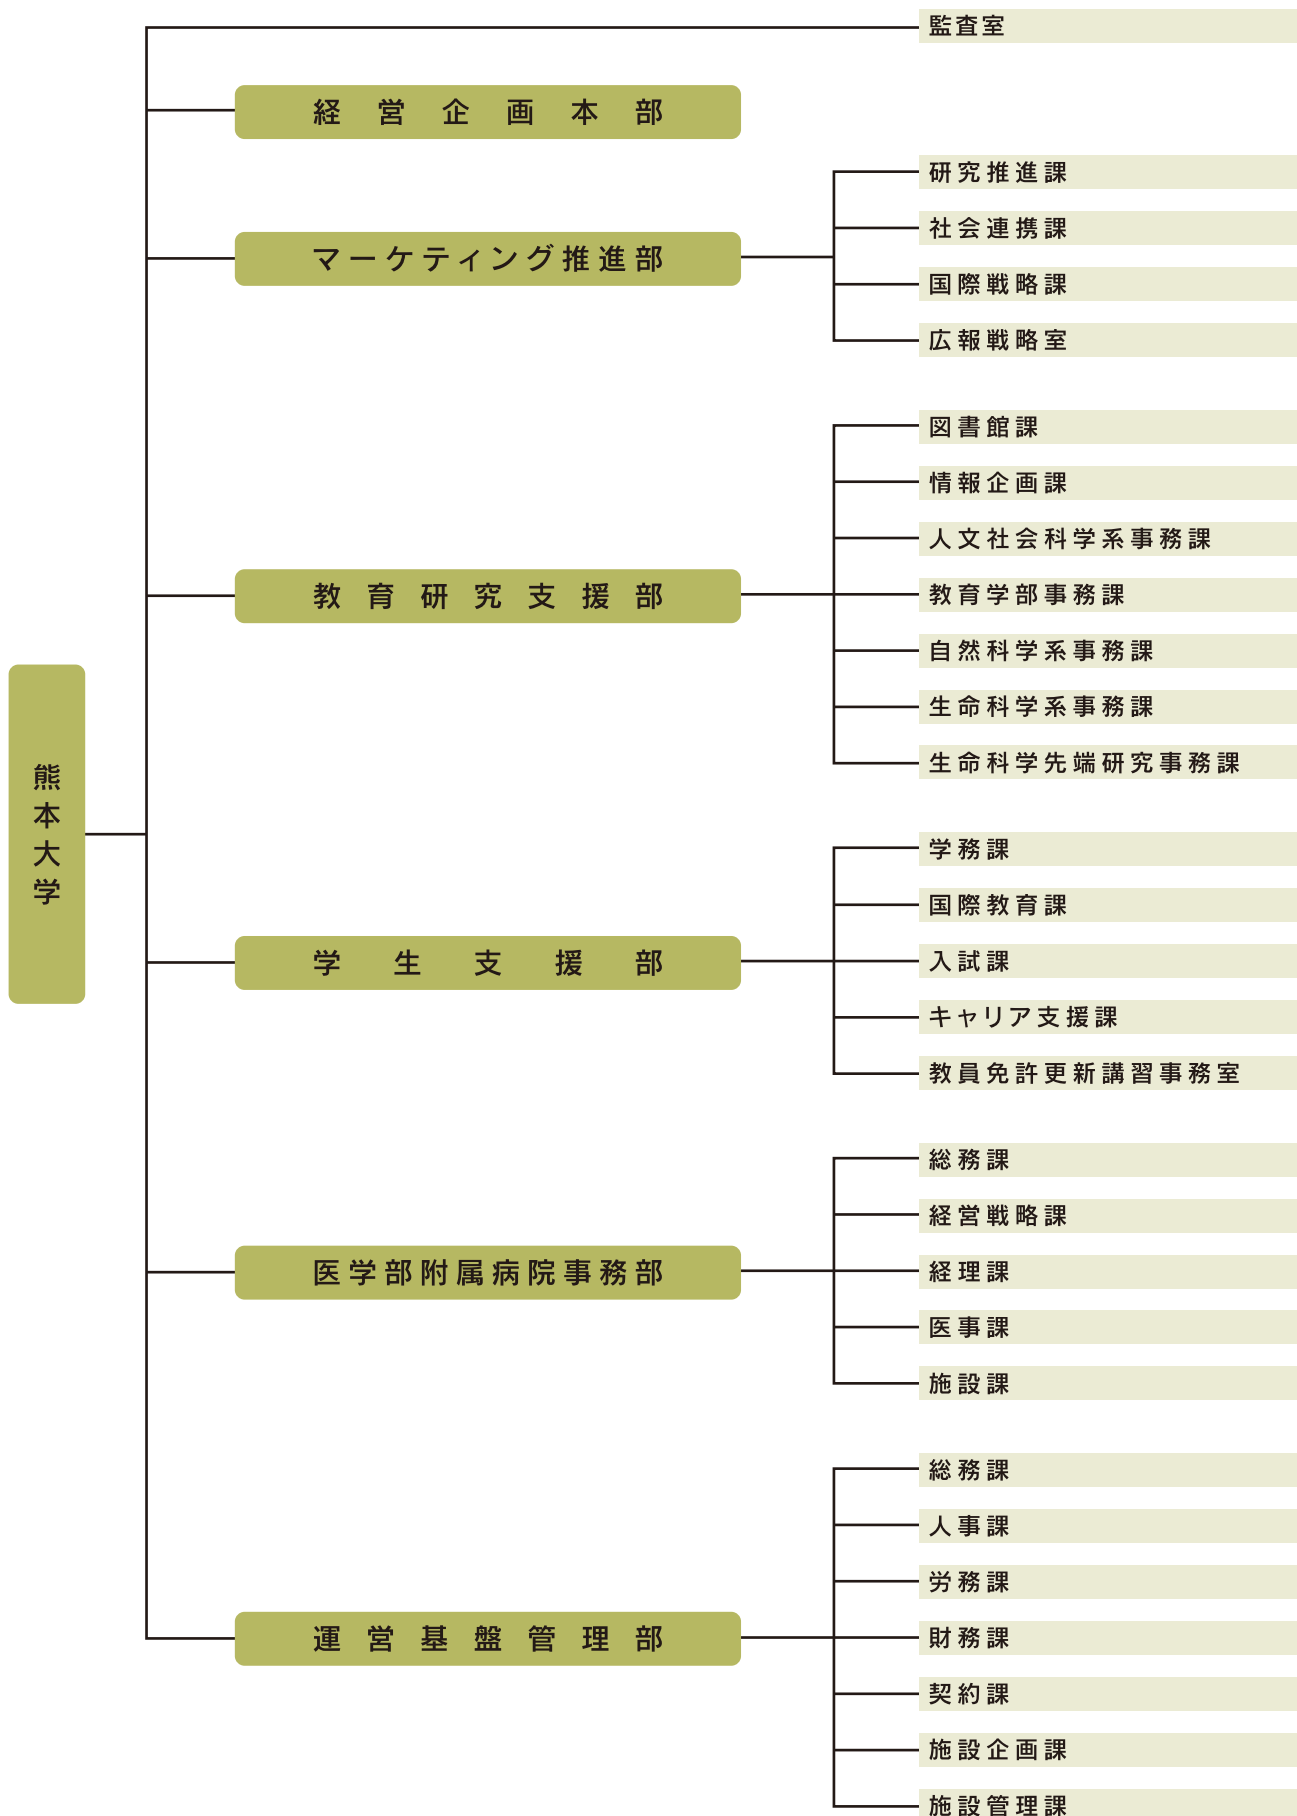 熊本大学
監査室
経営企画本部
マーケティング推進部
研究推進課
社会連携課
国際戦略課
広報戦略室
教育研究支援部
図書館課
情報企画課
人文社会科学系事務課
教育学部事務課
自然科学系事務課
生命科学系事務課
生命科学先端研究事務課
学生支援部
学務課
国際教育課
入試課
キャリア支援課
教員免許更新講習事務室
医学部附属病院事務部
総務課
経営戦略課
経理課
医事課
施設課
運営基盤管理部
総務課
人事課
労務課
財務課
契約課
施設企画課
施設管理課